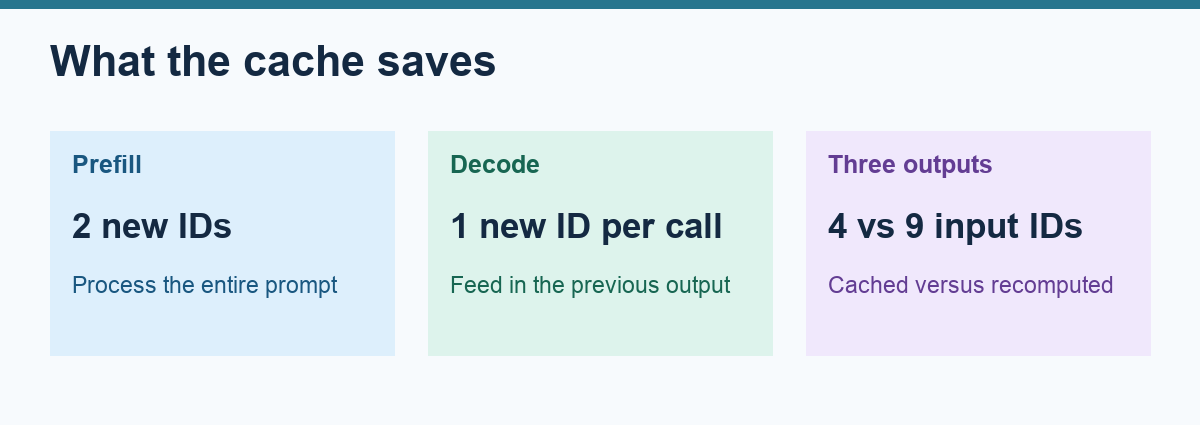 What the cache saves
Prefill
2 new IDs
Process the entire prompt
Decode
1 new ID per call
Feed in the previous output
Three outputs
4 vs 9 input IDs
Cached versus recomputed